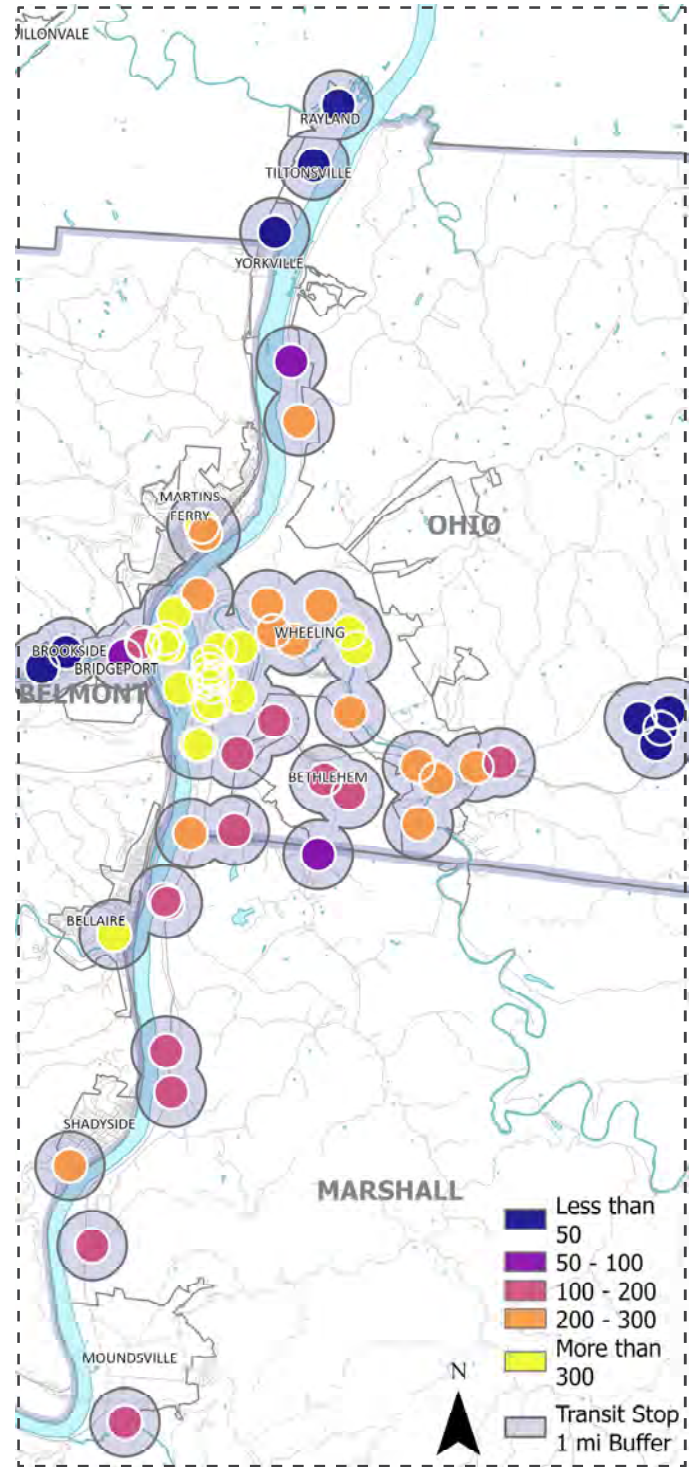 ILLONVALE
RAYLAND
TILTONSVILLE
YORKVILLE
MARTINS
FERRY
OHIO
WHEELING
BROOKSIDE
BRIDGEPORT
BELMONT
BETHLEHEM
BELLAIRE
SHADYSIDE
MARSHALL
Less than
50
50 - 100
100 - 200
200 - 300
More than
300
MOUNDSVILLE
N
Transit Stop
1 mi Buffer